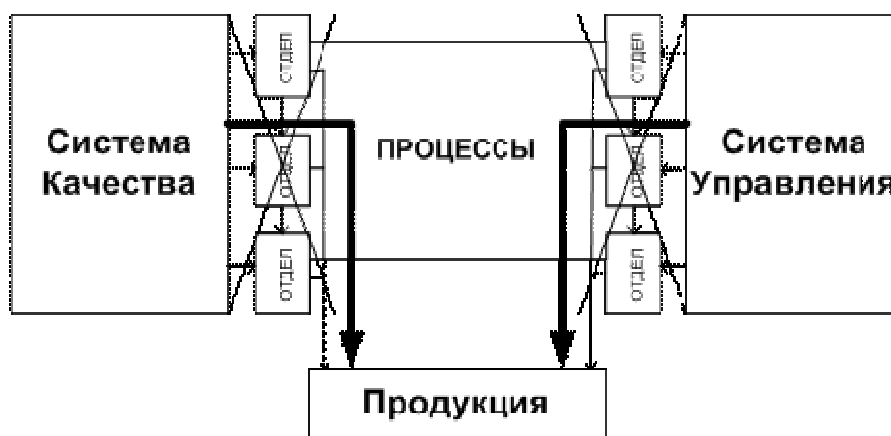 ОТДЕЛ
ОТДЕЛ
ОТДЕЛ
Система
Качества
ПРОЦЕССЫ
ОТДЕЛ
ОТДЕЛ
ОТДЕЛ
Система
Управления
Продукция